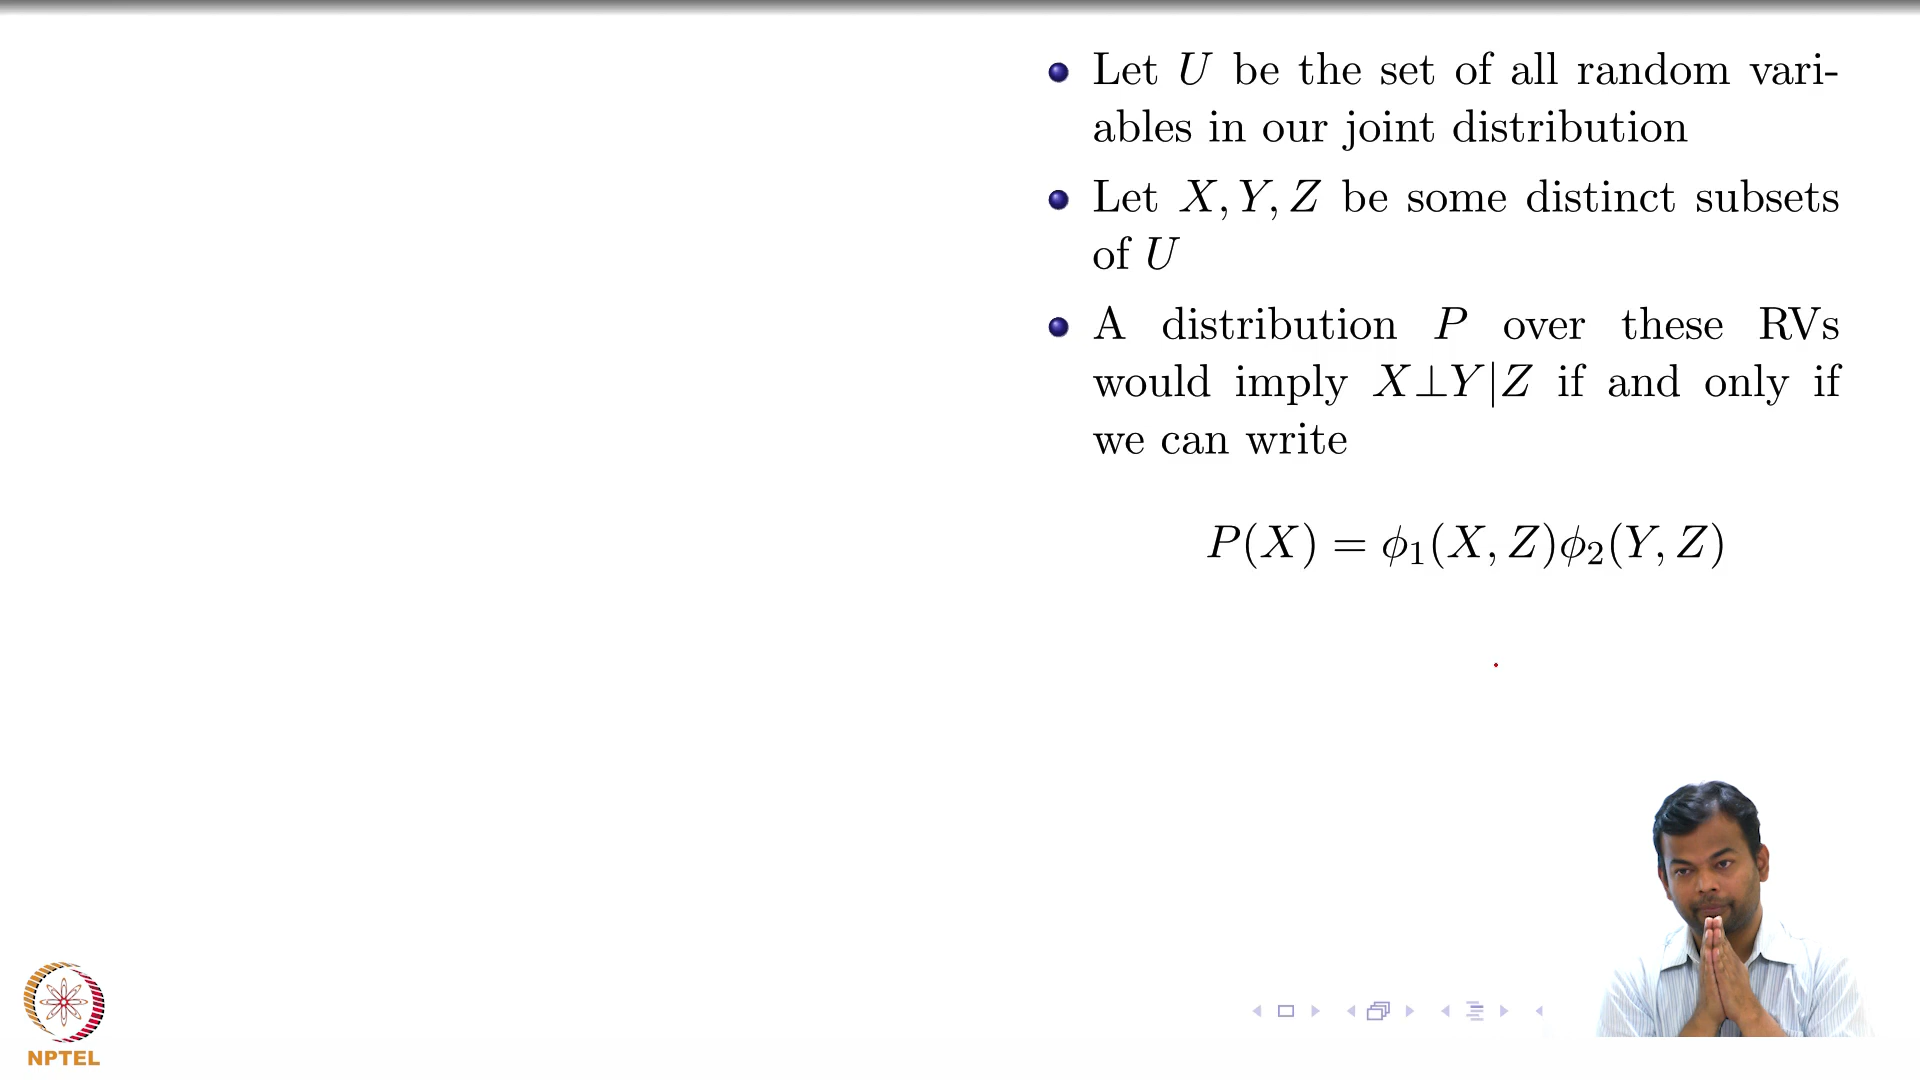 Let U be the set of all random vari-
ables in our joint distribution
Let X, Y, Z be some distinct subsets
of U
A distribution P over these RVs
would imply X⊥Y|Z if and only if
we can write
P(X) = ϕ₁(X, Z)ϕ₂(Y, Z)
NPTEL